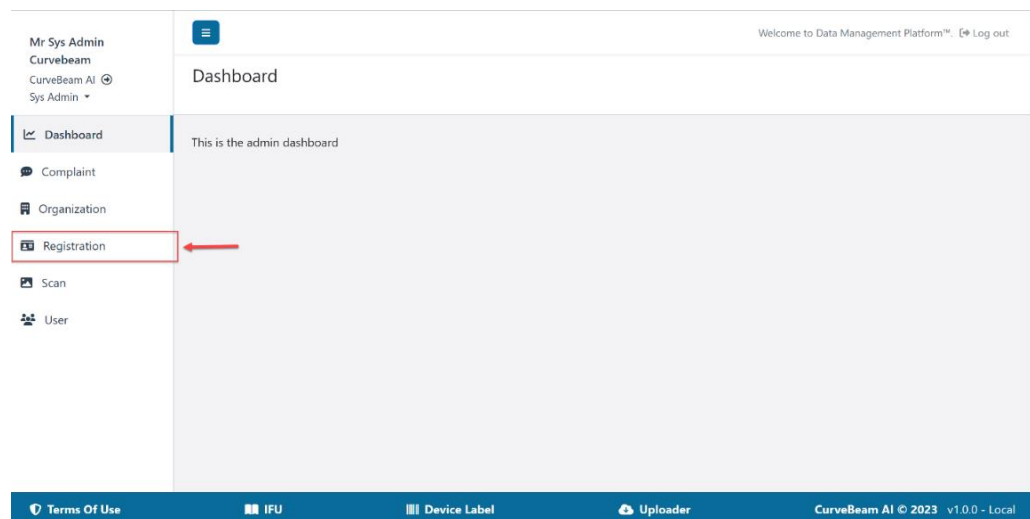 Mr Sys Admin
Curvebeam
CurveBeam AI
Sys Admin
Welcome to Data Management Platform™. Log out
Dashboard
Dashboard
Complaint
Organization
Registration
Scan
User
This is the admin dashboard
Terms Of Use
IFU
Device Label
Uploader
CurveBeam AI © 2023 v1.0.0 - Local